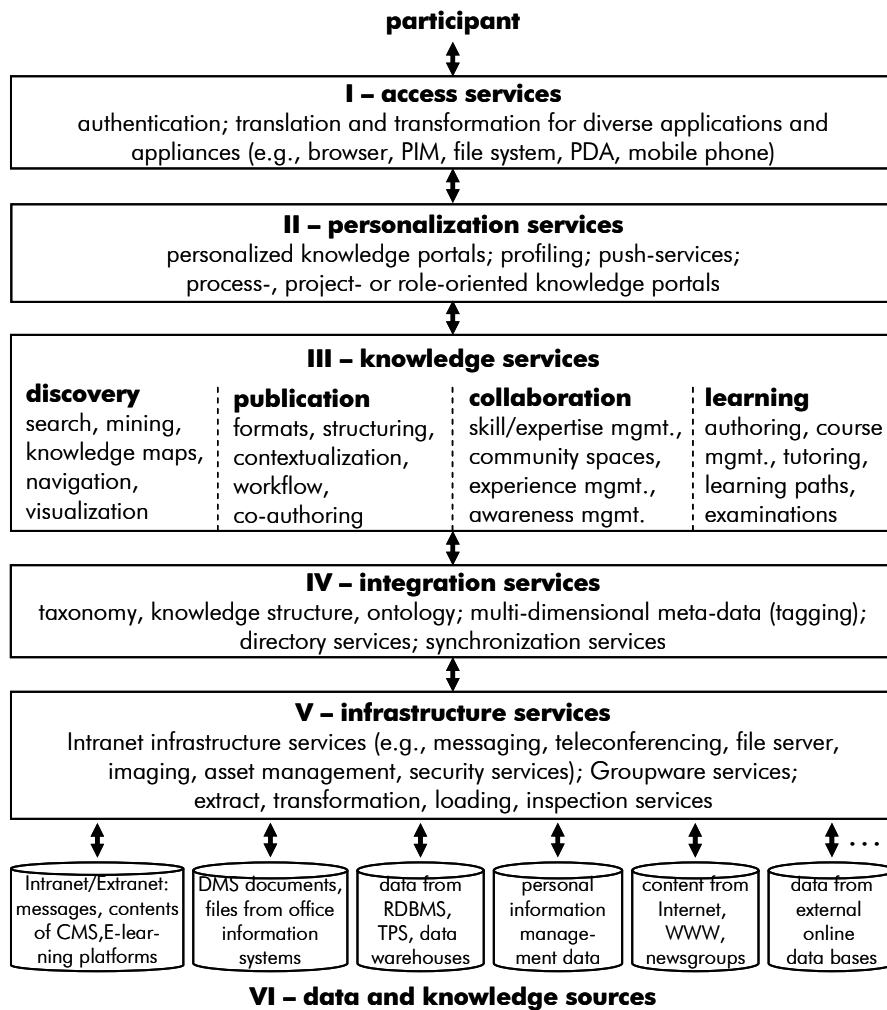 participant
I – access services
authentication; translation and transformation for diverse applications and
appliances (e.g., browser, PIM, file system, PDA, mobile phone)
II – personalization services
personalized knowledge portals; profiling; push-services;
process-, project- or role-oriented knowledge portals
III – knowledge services
discovery
search, mining,
knowledge maps,
navigation,
visualization
publication
formats, structuring,
contextualization,
workflow,
co-authoring
collaboration
skill/expertise mgmt.,
community spaces,
experience mgmt.,
awareness mgmt.
learning
authoring, course
mgmt., tutoring,
learning paths,
examinations
IV – integration services
taxonomy, knowledge structure, ontology; multi-dimensional meta-data (tagging);
directory services; synchronization services
V – infrastructure services
Intranet infrastructure services (e.g., messaging, teleconferencing, file server,
imaging, asset management, security services); Groupware services;
extract, transformation, loading, inspection services
...
Intranet/Extranet:
messages, contents
of CMS,E-lear-
ning platforms
DMS documents,
files from office
information
systems
data from
RDBMS,
TPS, data
warehouses
personal
information
manage-
ment data
content from
Internet,
WWW,
newsgroups
data from
external
online
data bases
VI – data and knowledge sources